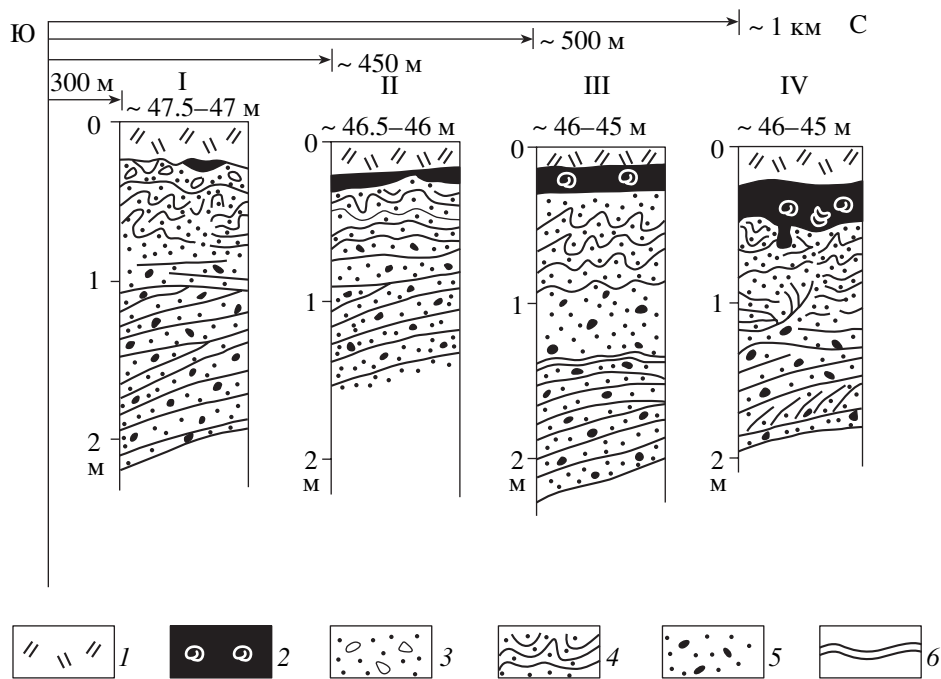 Ю ~ 1 км С
~ 500 м
~ 450 м
300 м I II III IV
~ 47.5–47 м ~ 46.5–46 м ~ 46–45 м ~ 46–45 м
0 0 0 0
1 1 1 1
2 2 2 2
м м м м
1 2 3 4 5 6